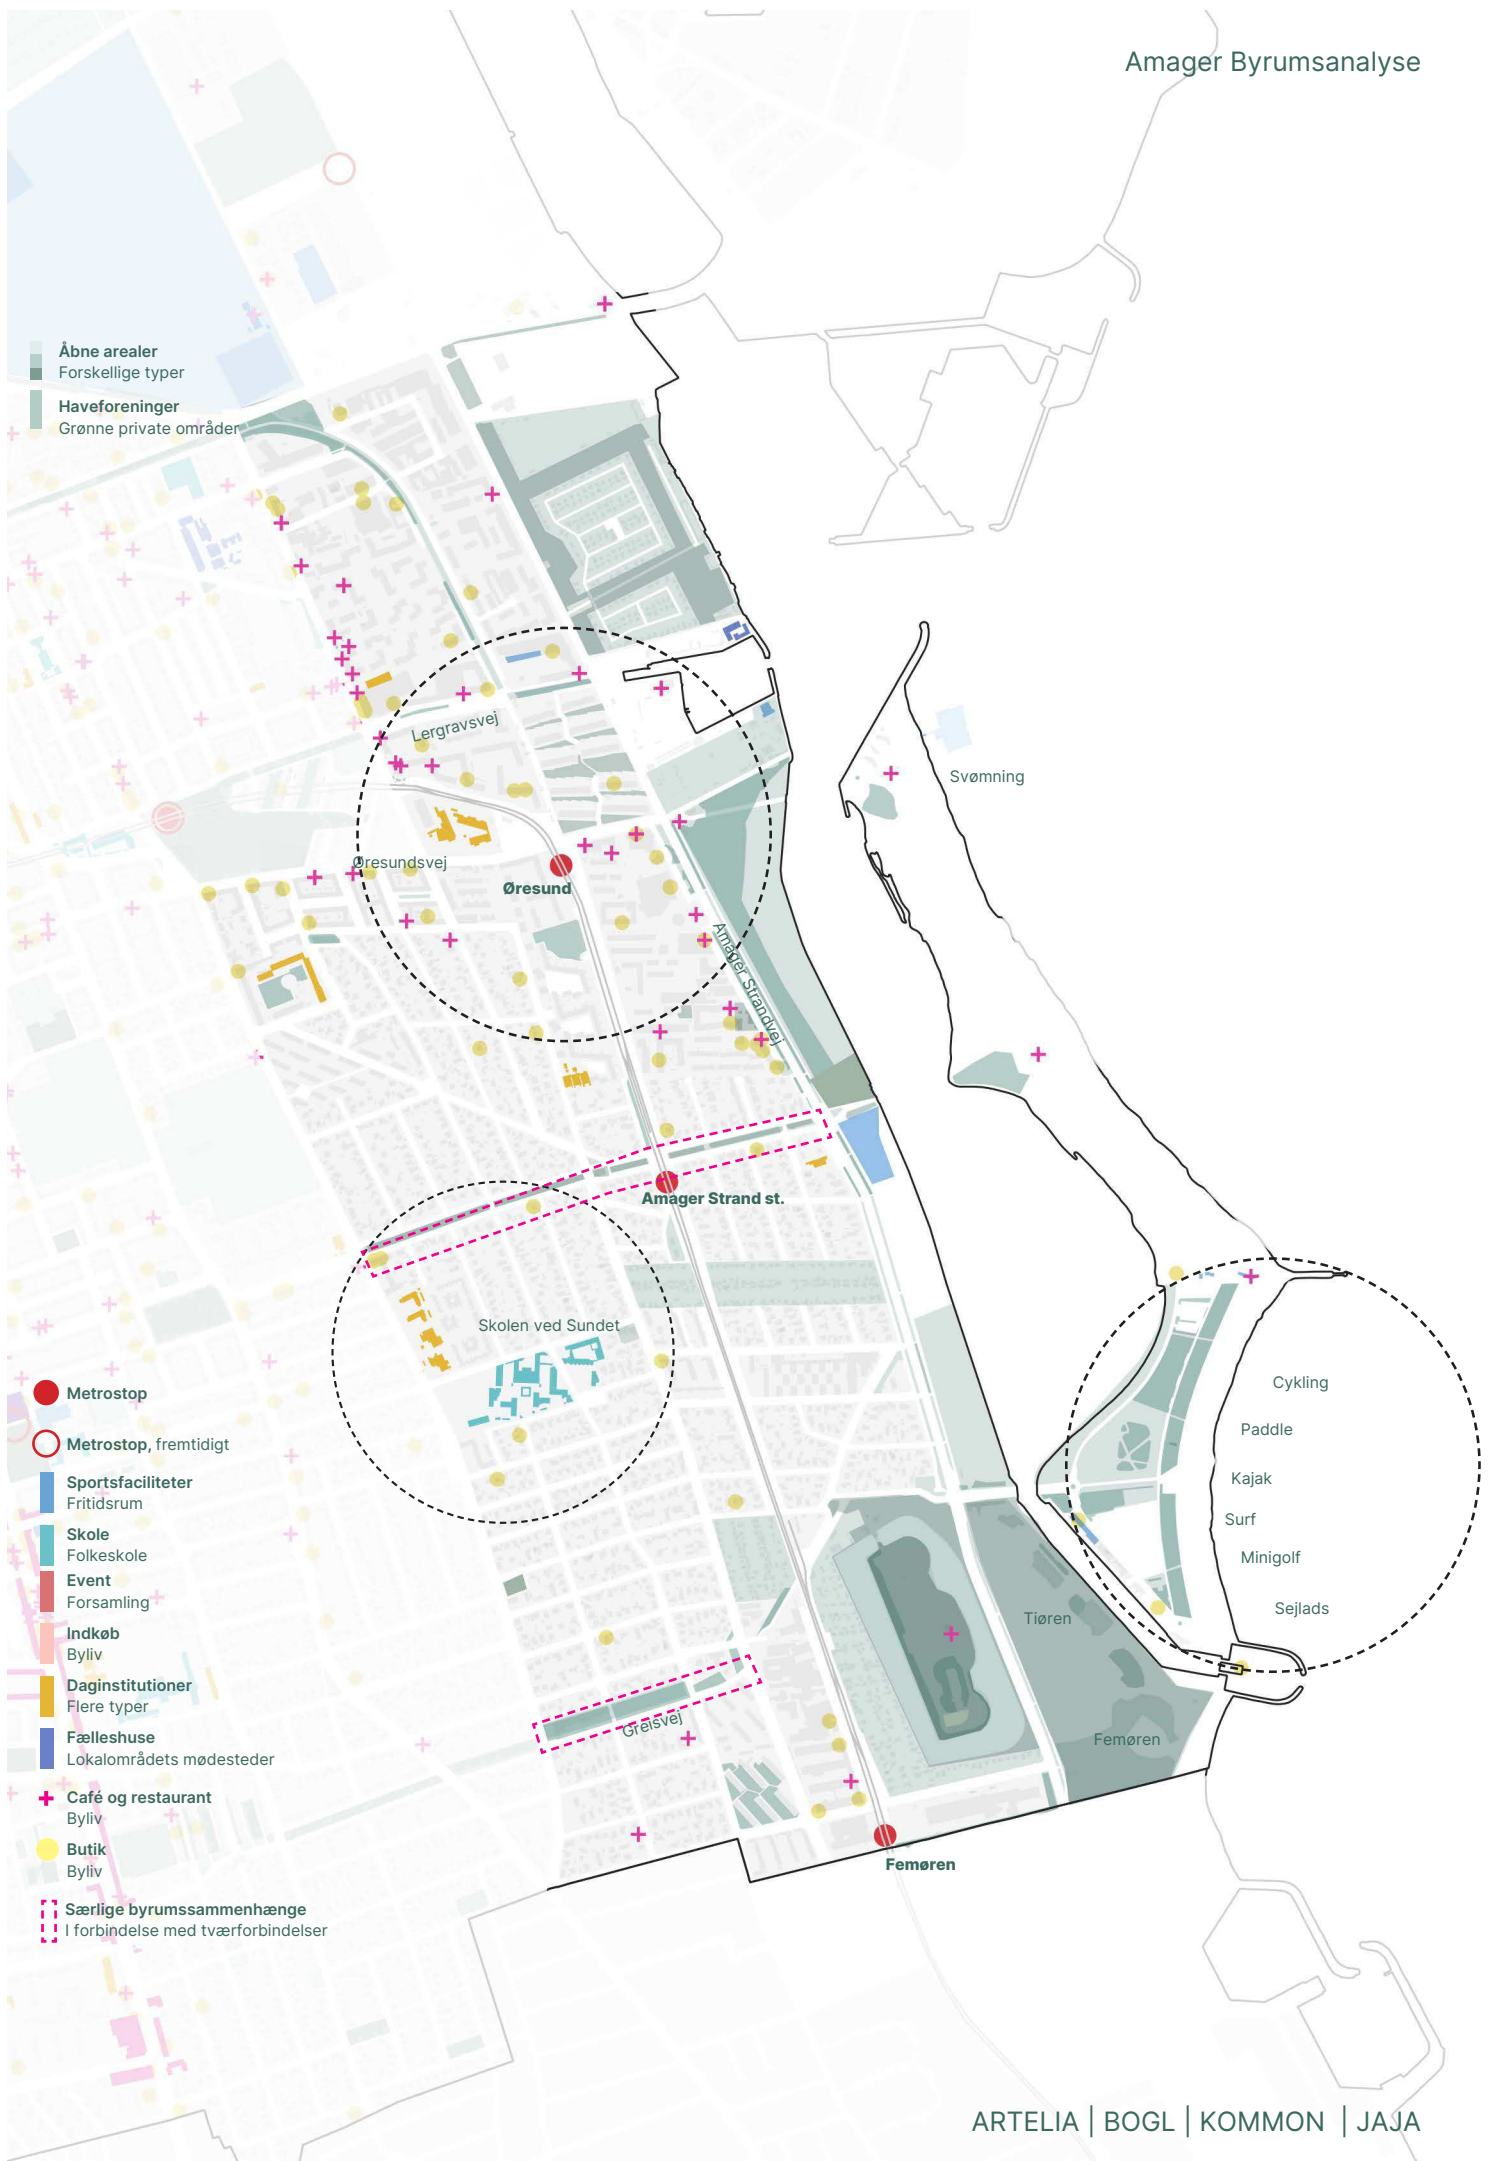 Amager Byrumsanalyse
Åbne arealer
Forskellige typer
Haveforeninger
Grønne private områder
Lergravsvej
Svømning
Øresundsvej
Øresund
Amager Strandvej
Amager Strand st.
Skolen ved Sundet
Metrostop
Metrostop, fremtidigt
Sportsfaciliteter
Fritidsrum
Skole
Folkeskole
Event
Forsamling
Indkøb
Byliv
Daginstitutioner
Flere typer
Fælleshuse
Lokalområdets mødesteder
Café og restaurant
Byliv
Butik
Byliv
Særlige byrumssammenhænge
I forbindelse med tværforbindelser
Cykling
Paddle
Kajak
Surf
Minigolf
Sejlads
Tiøren
Greisvej
Femøren
Femøren
ARTELIA | BOGL | KOMMON | JAJA